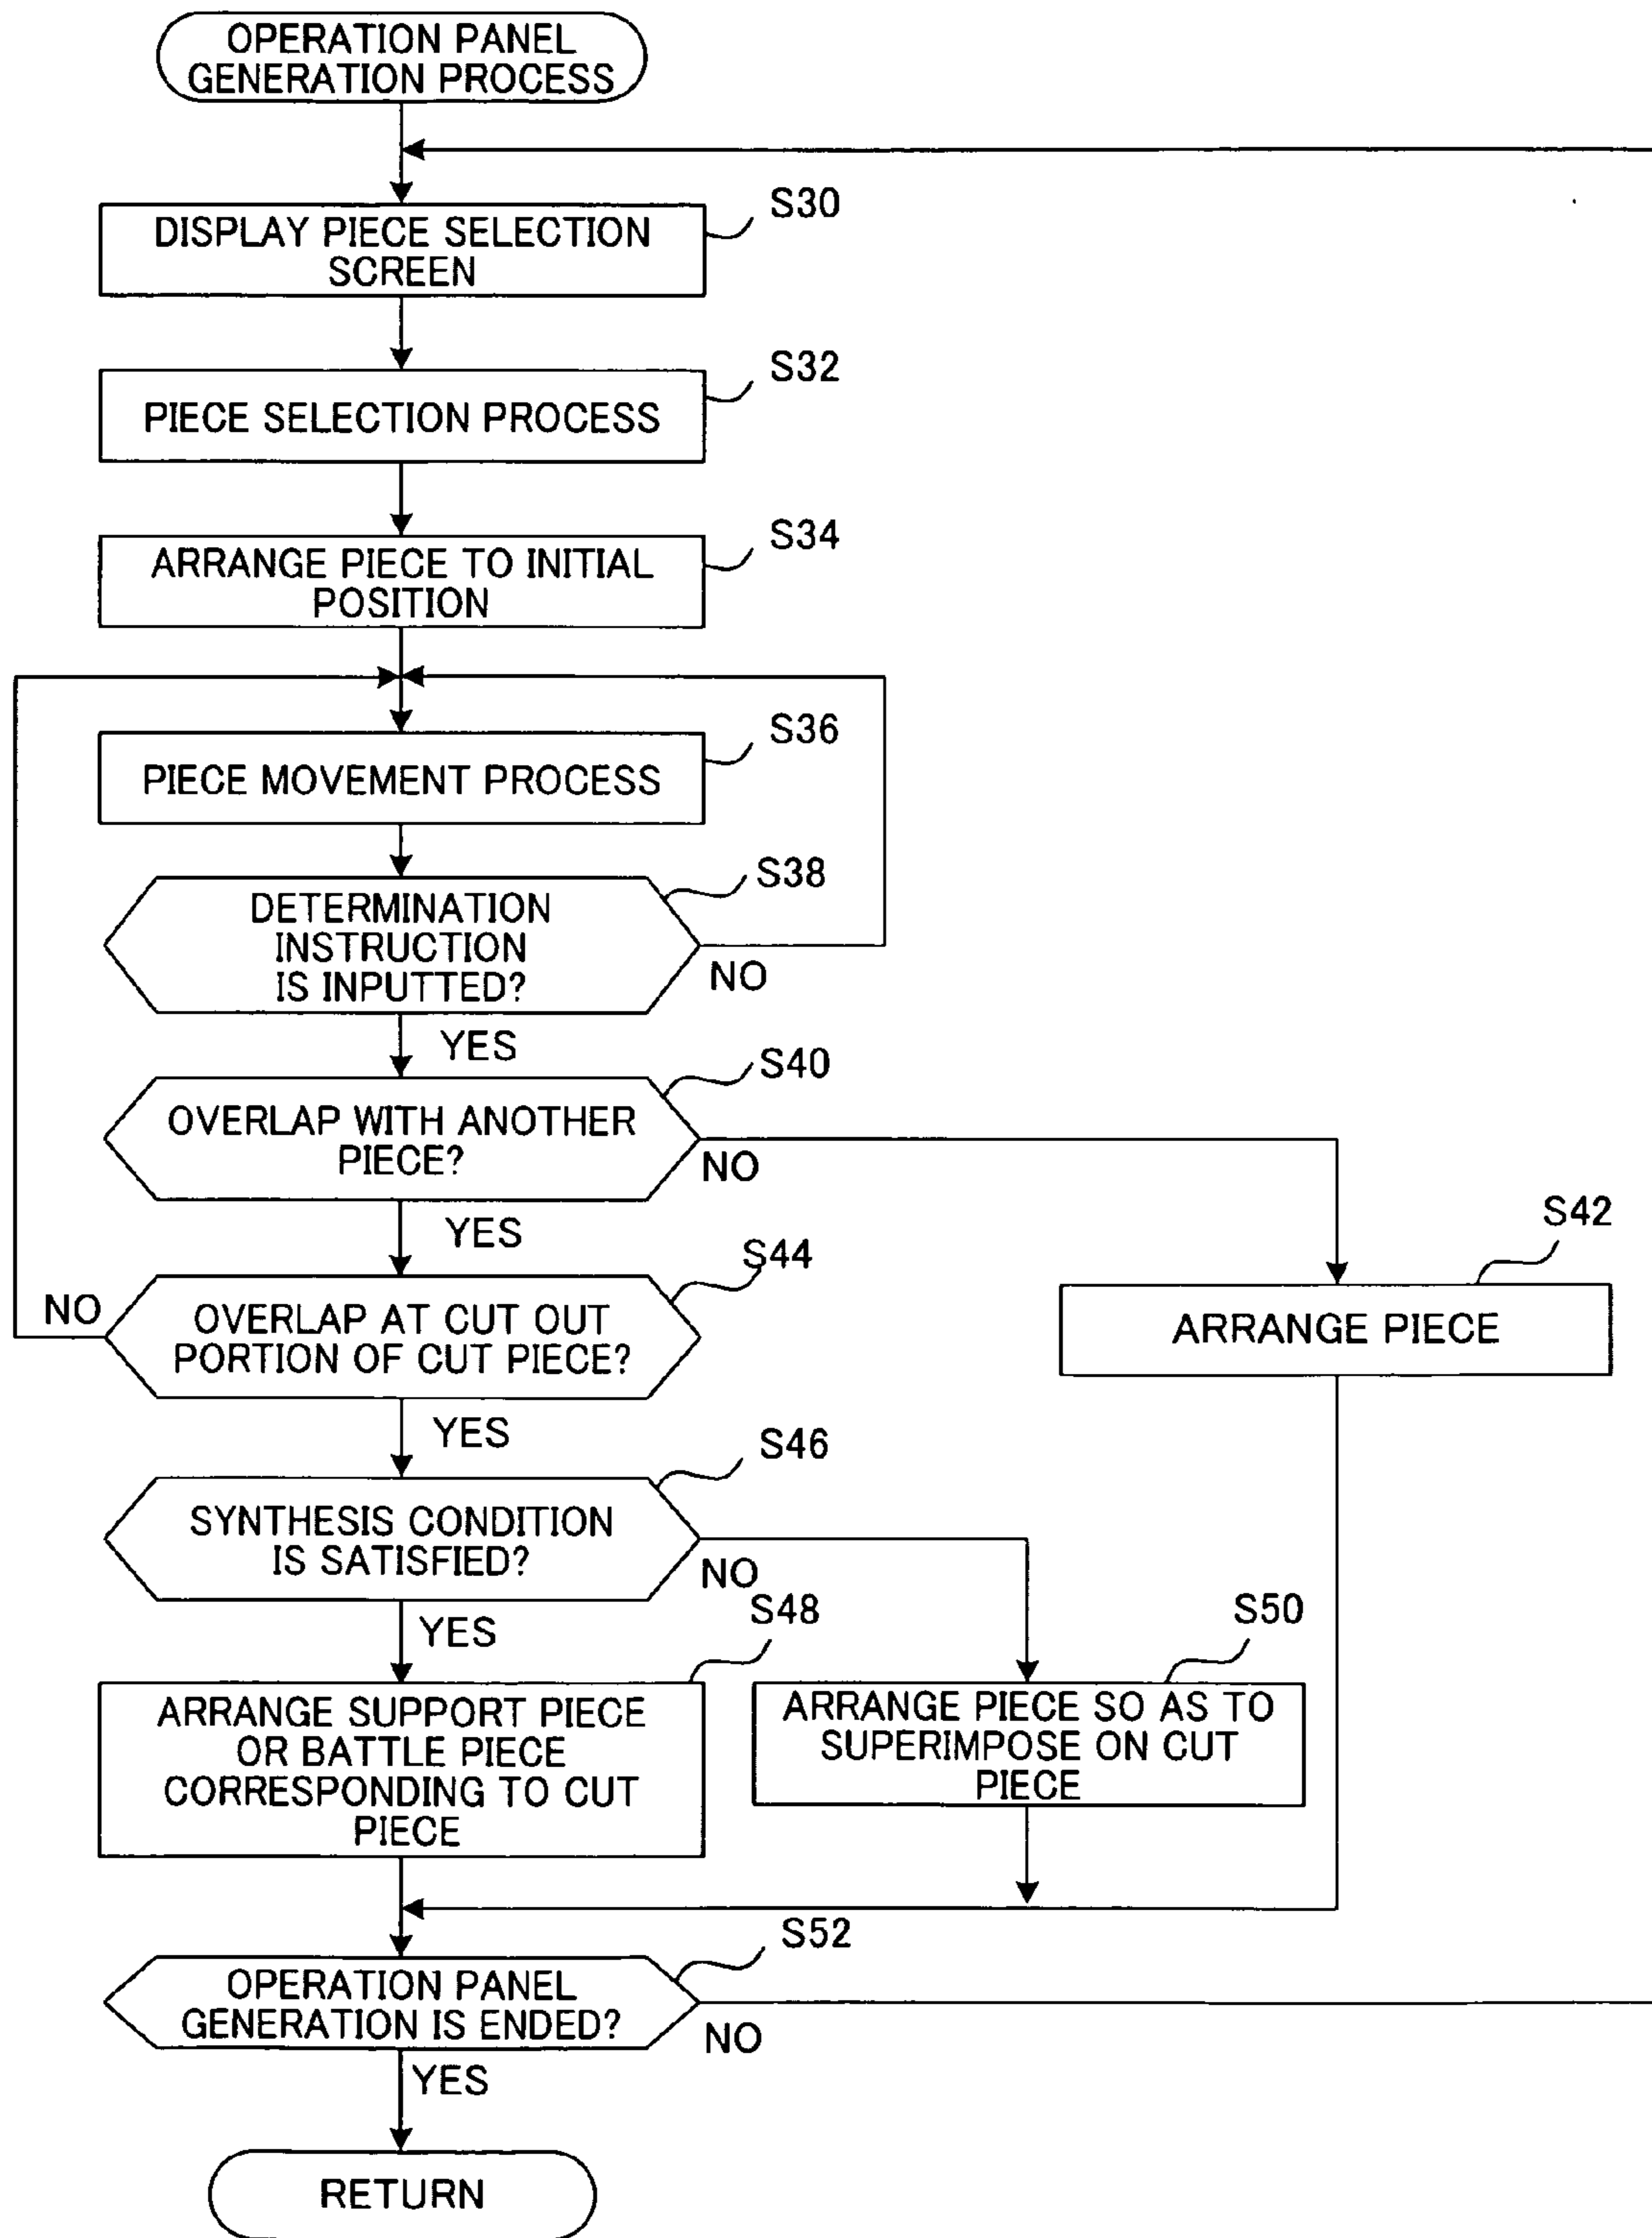 OPERATION PANEL
GENERATION PROCESS
S30
DISPLAY PIECE SELECTION
SCREEN
S32
PIECE SELECTION PROCESS
S34
ARRANGE PIECE TO INITIAL
POSITION
S36
PIECE MOVEMENT PROCESS
S38
DETERMINATION
INSTRUCTION
IS INPUTTED?
NO
YES
S40
OVERLAP WITH ANOTHER
PIECE?
NO
YES
S42
ARRANGE PIECE
S44
NO
OVERLAP AT CUT OUT
PORTION OF CUT PIECE?
YES
S46
SYNTHESIS CONDITION
IS SATISFIED?
NO
YES
S48
ARRANGE SUPPORT PIECE
OR BATTLE PIECE
CORRESPONDING TO CUT
PIECE
S50
ARRANGE PIECE SO AS TO
SUPERIMPOSE ON CUT
PIECE
S52
OPERATION PANEL
GENERATION IS ENDED?
NO
YES
RETURN